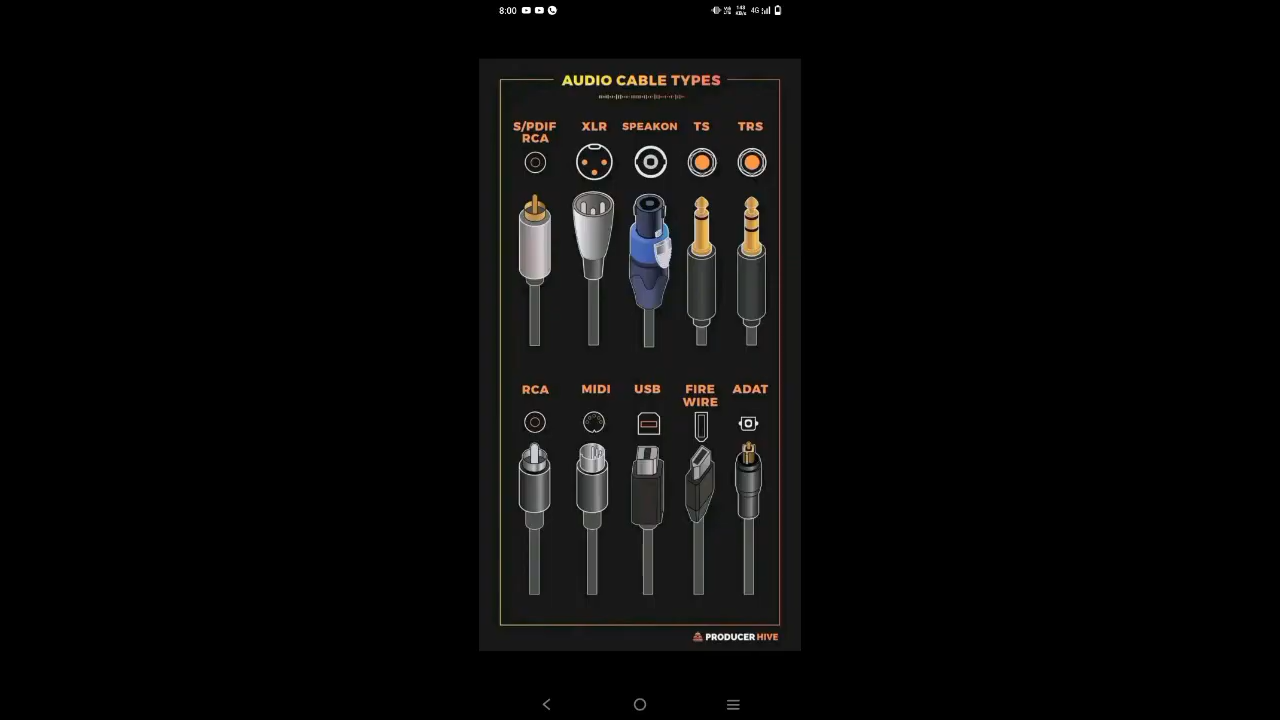 8:00
4G
AUDIO CABLE TYPES
S/PDIF
RCA
XLR
SPEAKON
TS
TRS
RCA
MIDI
USB
FIRE
WIRE
ADAT
PRODUCER HIVE